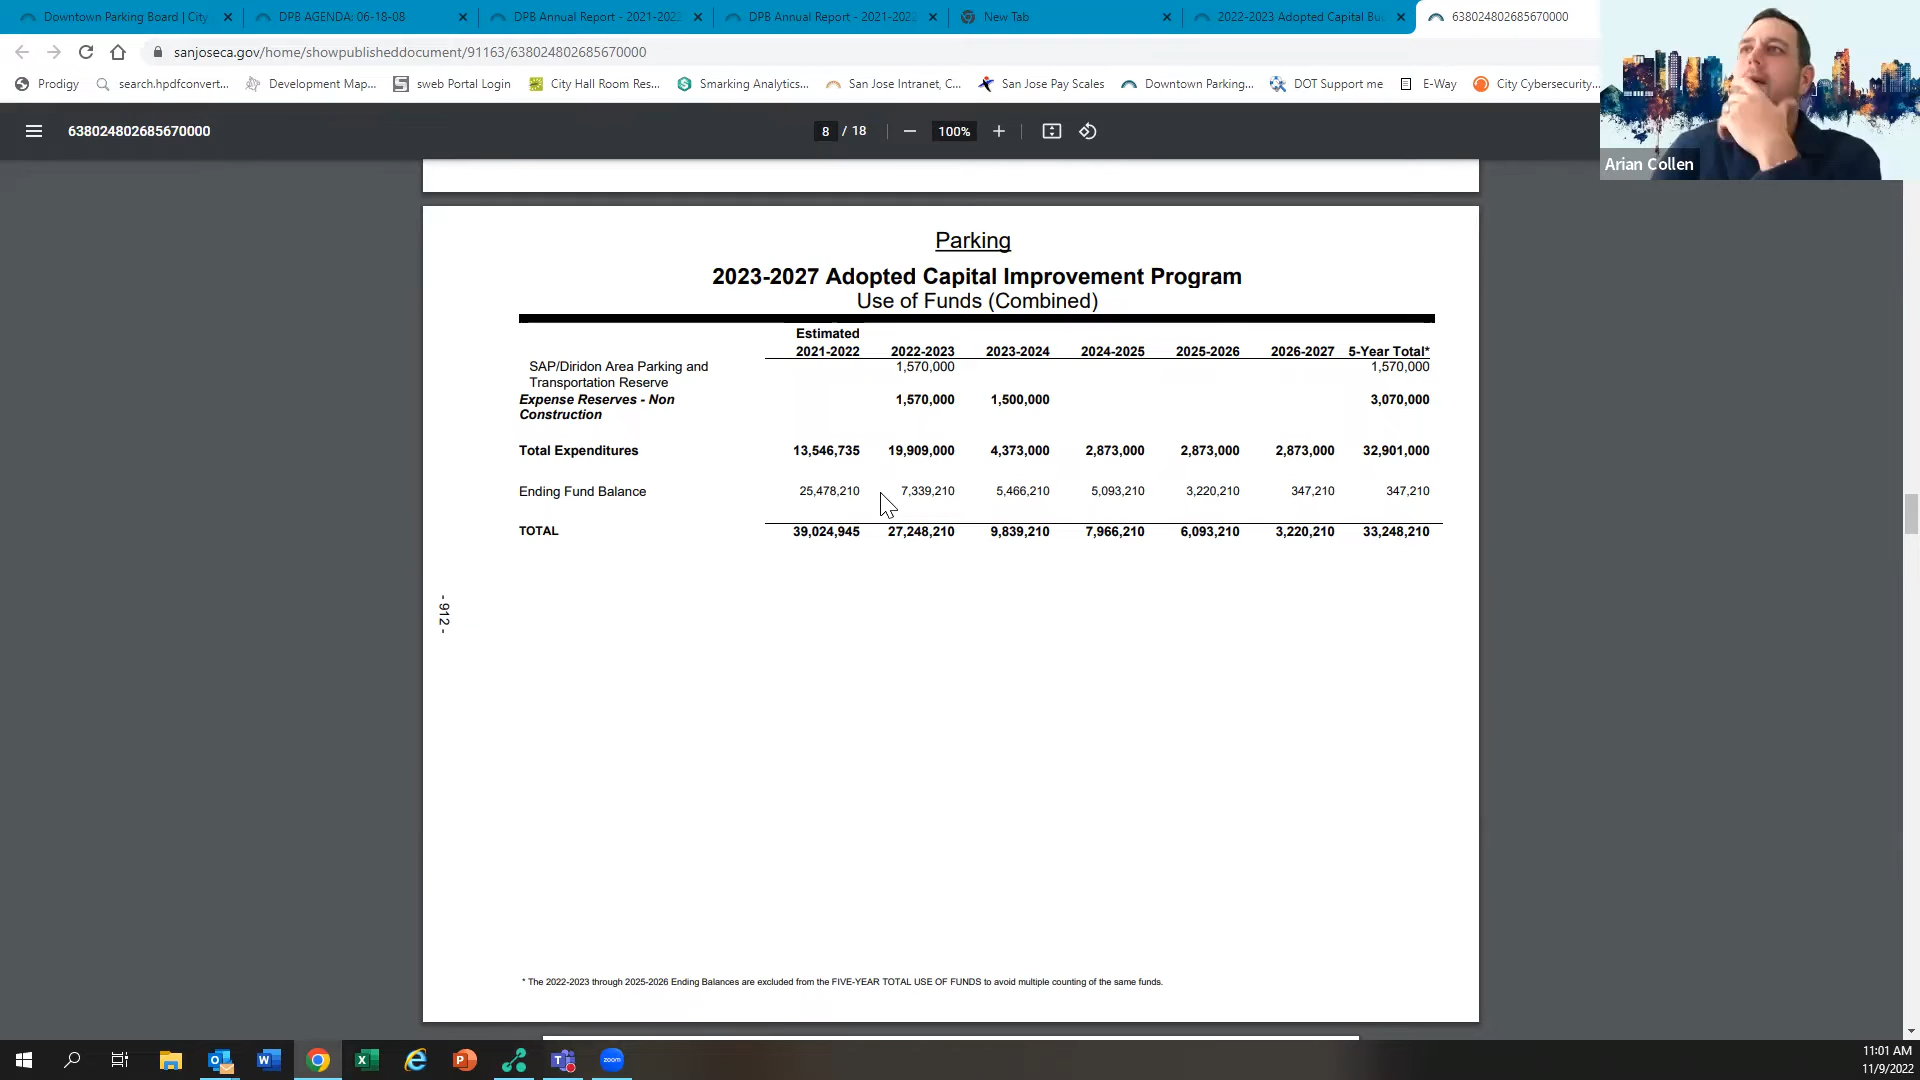 Downtown Parking Board | City
DPB AGENDA: 06-18-08
DPB Annual Report - 2021-2022
DPB Annual Report - 2021-2022
New Tab
2022-2023 Adopted Capital Bu
638024802685670000
sanjoseca.gov/home/showpublisheddocument/91163/638024802685670000
Prodigy
search.hpdfconvert...
Development Map...
sweb Portal Login
City Hall Room Res...
Smarking Analytics...
San Jose Intranet, C...
San Jose Pay Scales
Downtown Parking...
DOT Support me
E-Way
City Cybersecurity...
638024802685670000
8 / 18
100%
Arian Collen
Parking
2023-2027 Adopted Capital Improvement Program
Use of Funds (Combined)
Estimated
2021-2022 2022-2023 2023-2024 2024-2025 2025-2026 2026-2027 5-Year Total*
SAP/Diridon Area Parking and 1,570,000 1,570,000
Transportation Reserve
Expense Reserves - Non 1,570,000 1,500,000 3,070,000
Construction
Total Expenditures 13,546,735 19,909,000 4,373,000 2,873,000 2,873,000 2,873,000 32,901,000
Ending Fund Balance 25,478,210 7,339,210 5,466,210 5,093,210 3,220,210 347,210 347,210
TOTAL 39,024,945 27,248,210 9,839,210 7,966,210 6,093,210 3,220,210 33,248,210
- 912 -
* The 2022-2023 through 2025-2026 Ending Balances are excluded from the FIVE-YEAR TOTAL USE OF FUNDS to avoid multiple counting of the same funds.
zoom
11:01 AM
11/9/2022